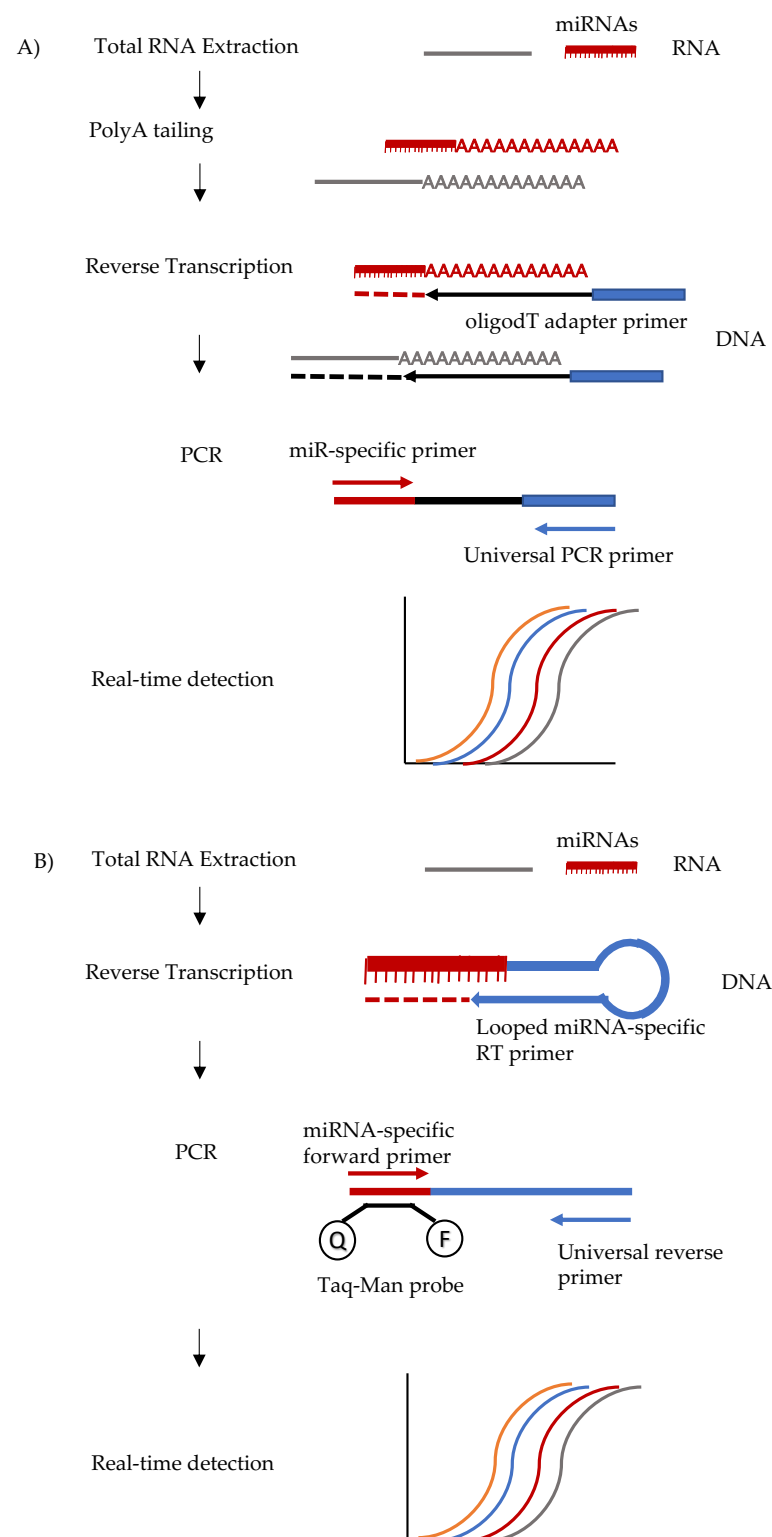 A)
Total RNA Extraction
miRNAs
RNA
PolyA tailing
AAAAAAAAAAAAA
AAAAAAAAAAAAA
Reverse Transcription
AAAAAAAAAAAAA
oligodT adapter primer
DNA
AAAAAAAAAAAAA
PCR
miR-specific primer
Universal PCR primer
Real-time detection
B)
Total RNA Extraction
miRNAs
RNA
Reverse Transcription
DNA
Looped miRNA-specific
RT primer
PCR
miRNA-specific
forward primer
Q
F
Taq-Man probe
Universal reverse
primer
Real-time detection